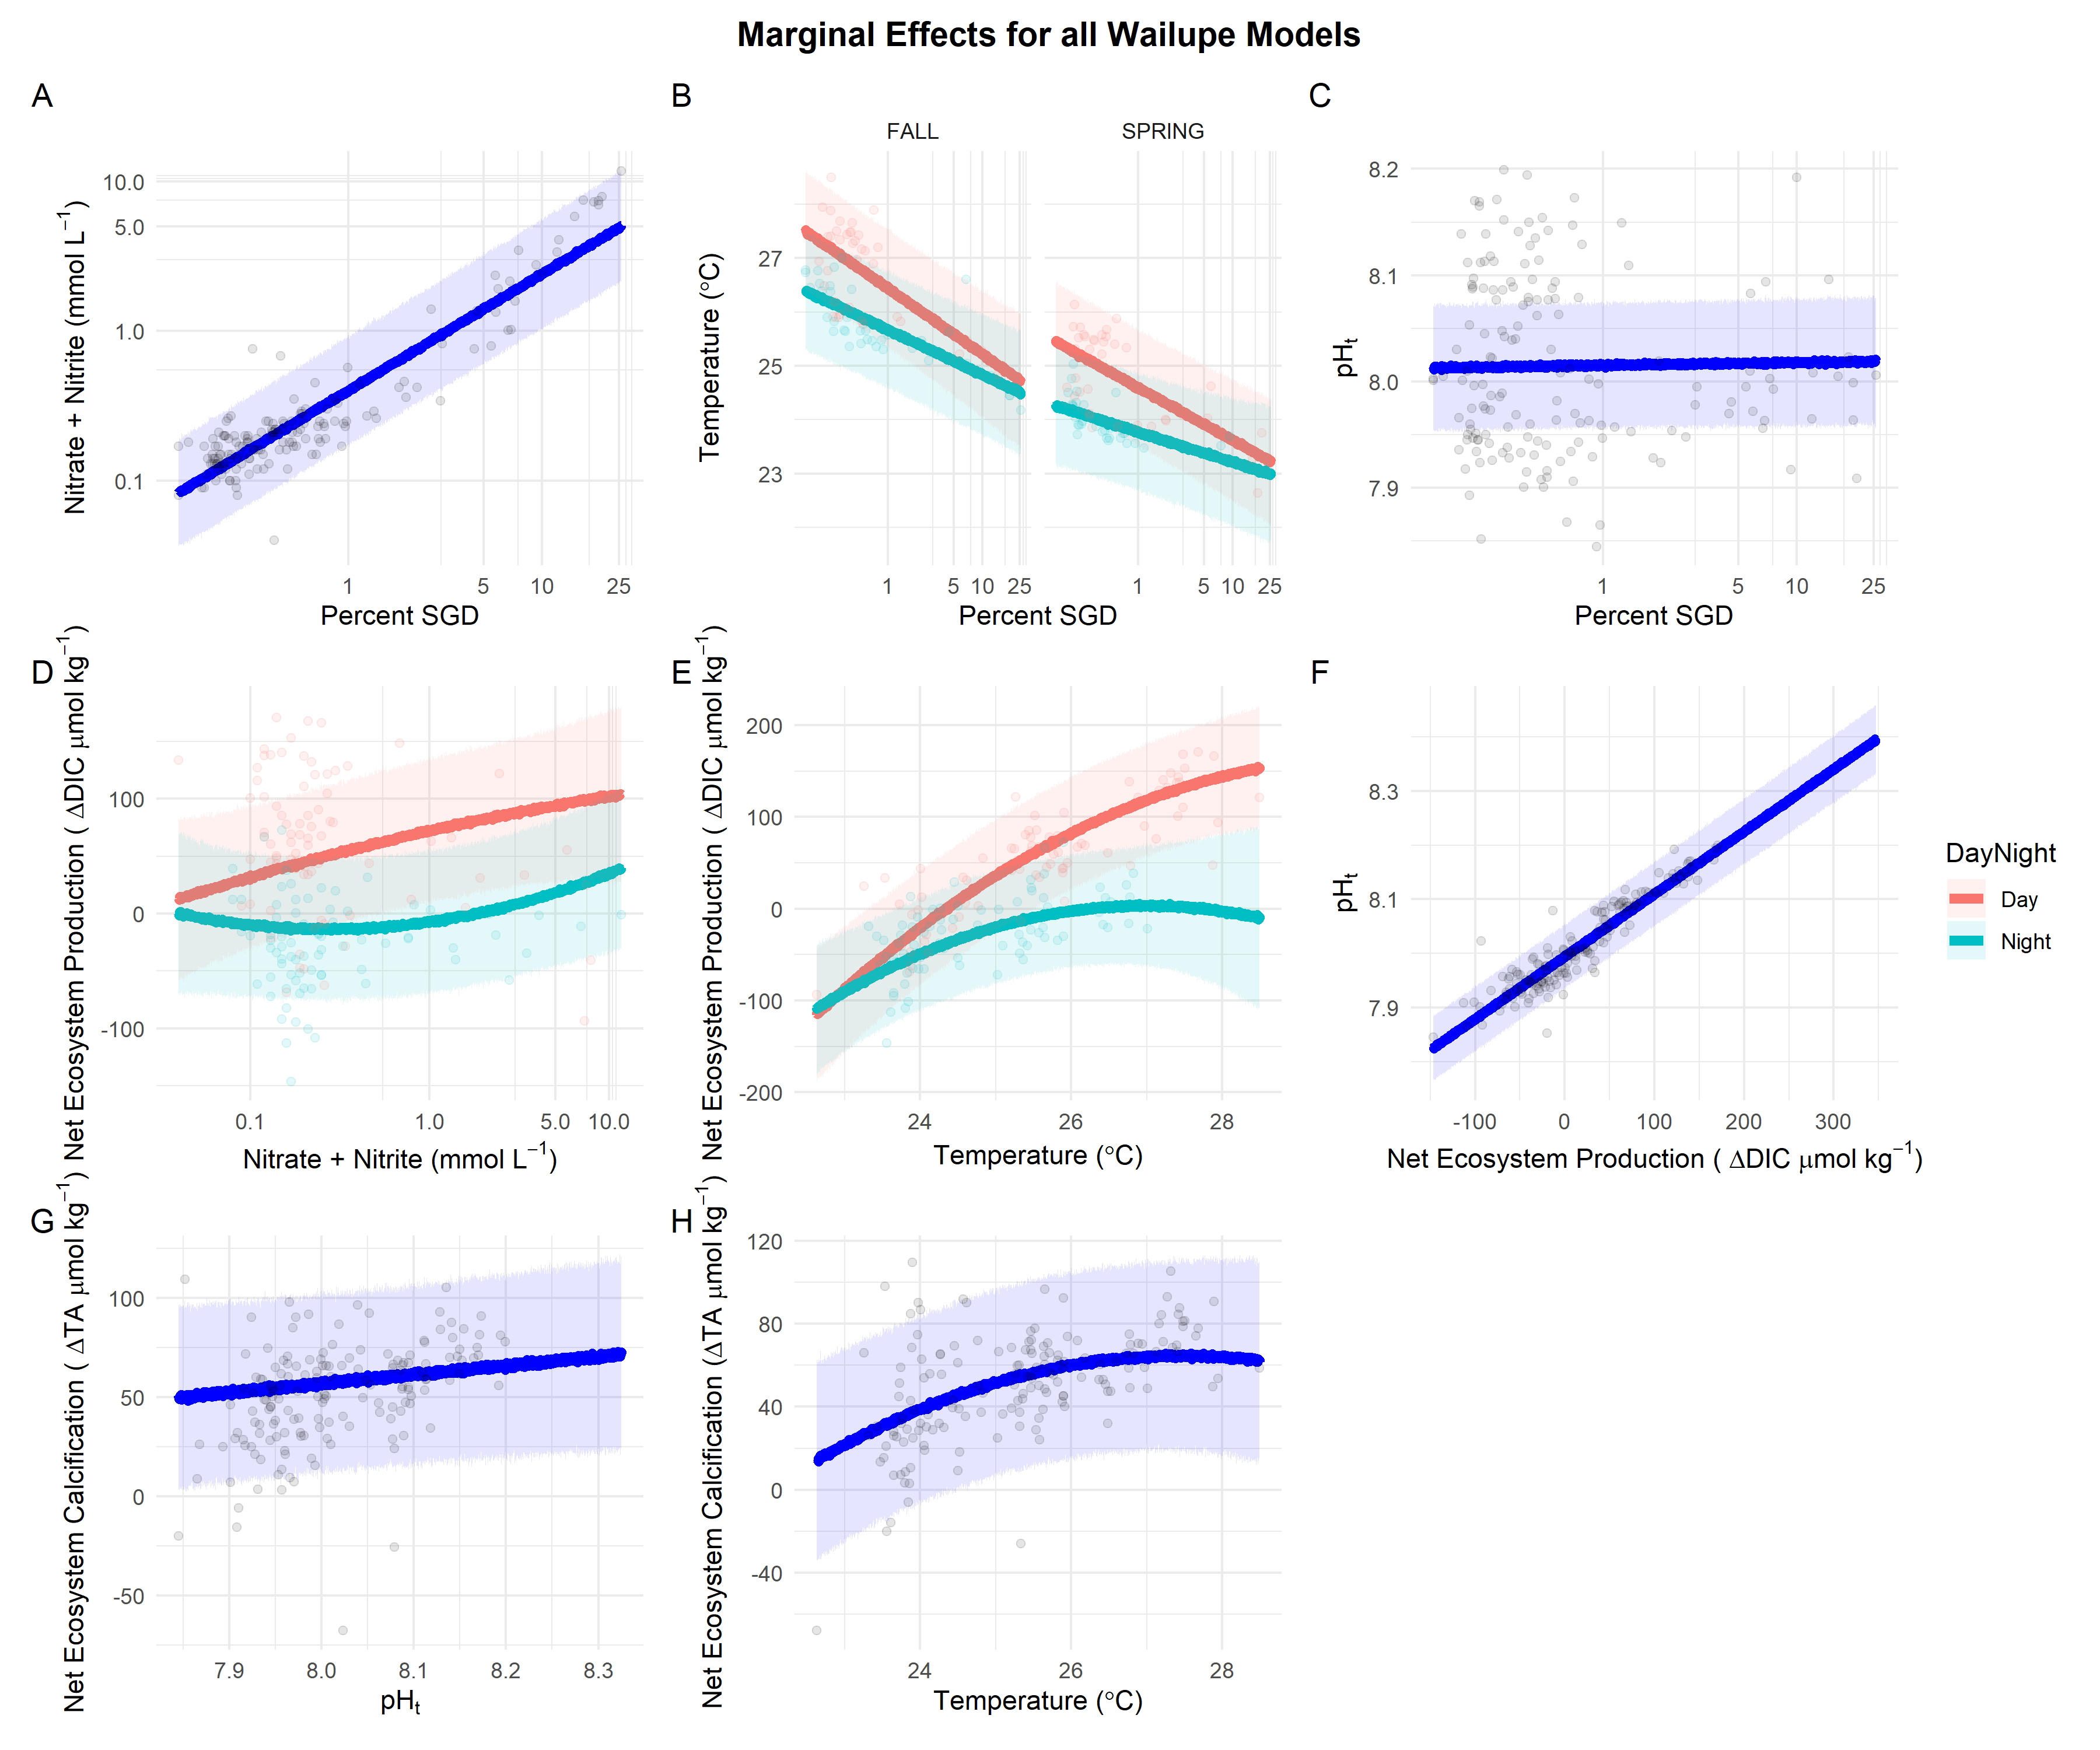 Marginal Effects for all Wailupe Models
A
Nitrate + Nitrite (mmol L⁻¹)
10.0
5.0
1.0
0.1
1 5 10 25
Percent SGD
B
FALL SPRING
Temperature (°C)
27
25
23
1 5 10 25 1 5 10 25
Percent SGD
C
pHₜ
8.2
8.1
8.0
7.9
1 5 10 25
Percent SGD
D
Net Ecosystem Production ( ΔDIC μmol kg⁻¹)
100
0
-100
0.1 1.0 5.0 10.0
Nitrate + Nitrite (mmol L⁻¹)
E
Net Ecosystem Production ( ΔDIC μmol kg⁻¹)
200
100
0
-100
-200
24 26 28
Temperature (°C)
F
pHₜ
8.3
8.1
7.9
-100 0 100 200 300
Net Ecosystem Production ( ΔDIC μmol kg⁻¹)
DayNight
Day
Night
G
Net Ecosystem Calcification ( ΔTA μmol kg⁻¹)
100
50
0
-50
7.9 8.0 8.1 8.2 8.3
pHₜ
H
Net Ecosystem Calcification (ΔTA μmol kg⁻¹)
120
80
40
0
-40
24 26 28
Temperature (°C)